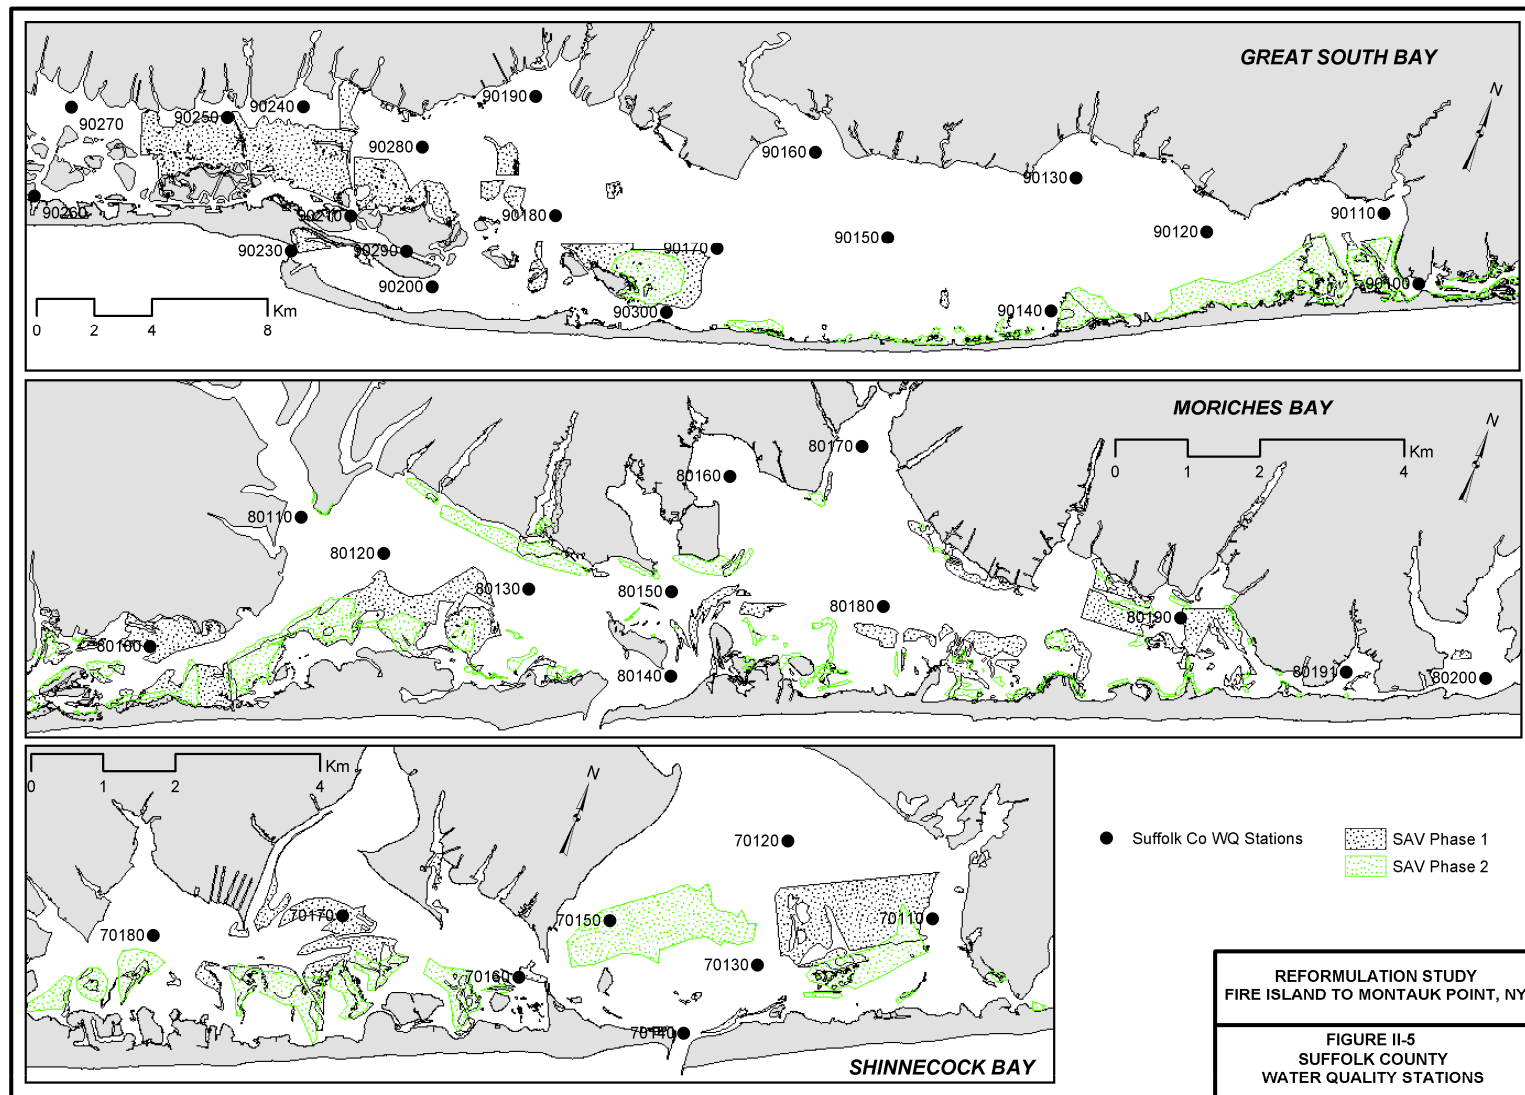 GREAT SOUTH BAY
N
90190
90240
90250
90270
90280
90160
90130
90260
90210
90180
90110
90120
90230
90290
90170
90150
90200
90100
90300
90140
0 2 4 8 Km
MORICHES BAY
N
80170
0 1 2 4 Km
80160
80110
80120
80130
80150
80180
80190
80100
80140
80191
80200
0 1 2 4 Km
N
70120
70170
70150
70110
70180
70130
70160
70140
SHINNECOCK BAY
Suffolk Co WQ Stations
SAV Phase 1
SAV Phase 2
REFORMULATION STUDY
FIRE ISLAND TO MONTAUK POINT, NY
FIGURE II-5
SUFFOLK COUNTY
WATER QUALITY STATIONS